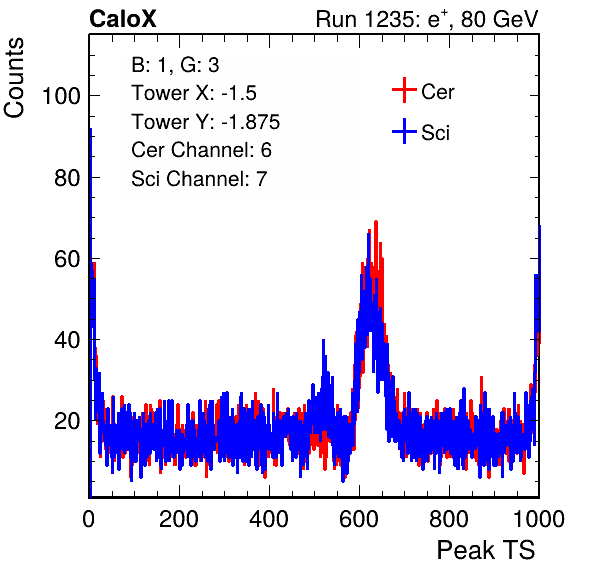 CaloX Run 1235: e+, 80 GeV
Counts
B: 1, G: 3
Tower X: -1.5
Tower Y: -1.875
Cer Channel: 6
Sci Channel: 7
Cer
Sci
100
80
60
40
20
0 200 400 600 800 1000
Peak TS